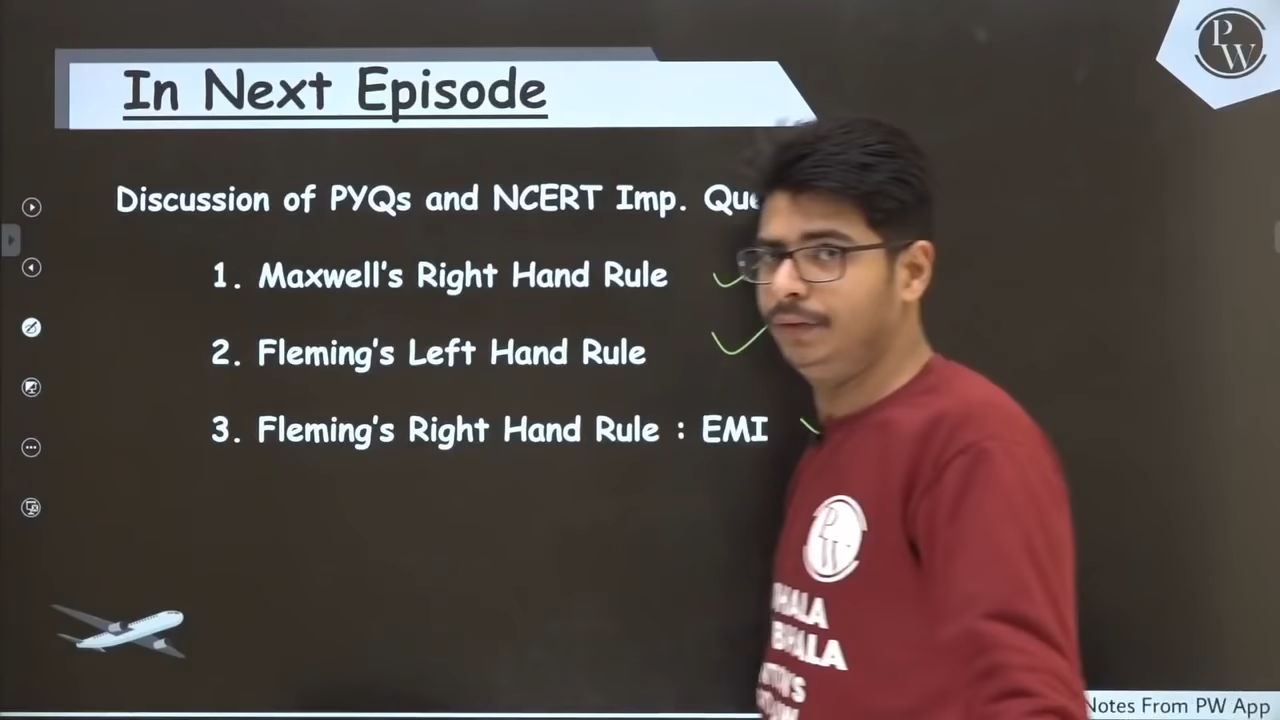 In Next Episode
Discussion of PYQs and NCERT Imp.
1. Maxwell's Right Hand Rule
2. Fleming's Left Hand Rule
3. Fleming's Right Hand Rule : EMI
PW
PW
Notes From PW App